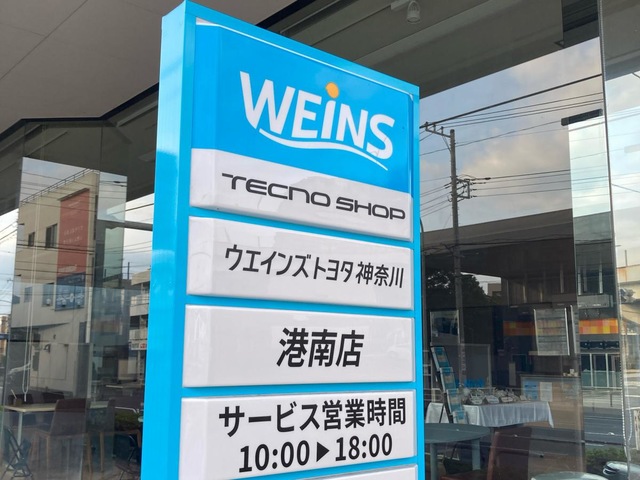 WEiNS
TECNO SHOP
ウエインズトヨタ神奈川
港南店
サービス営業時間
10:00▶18:00